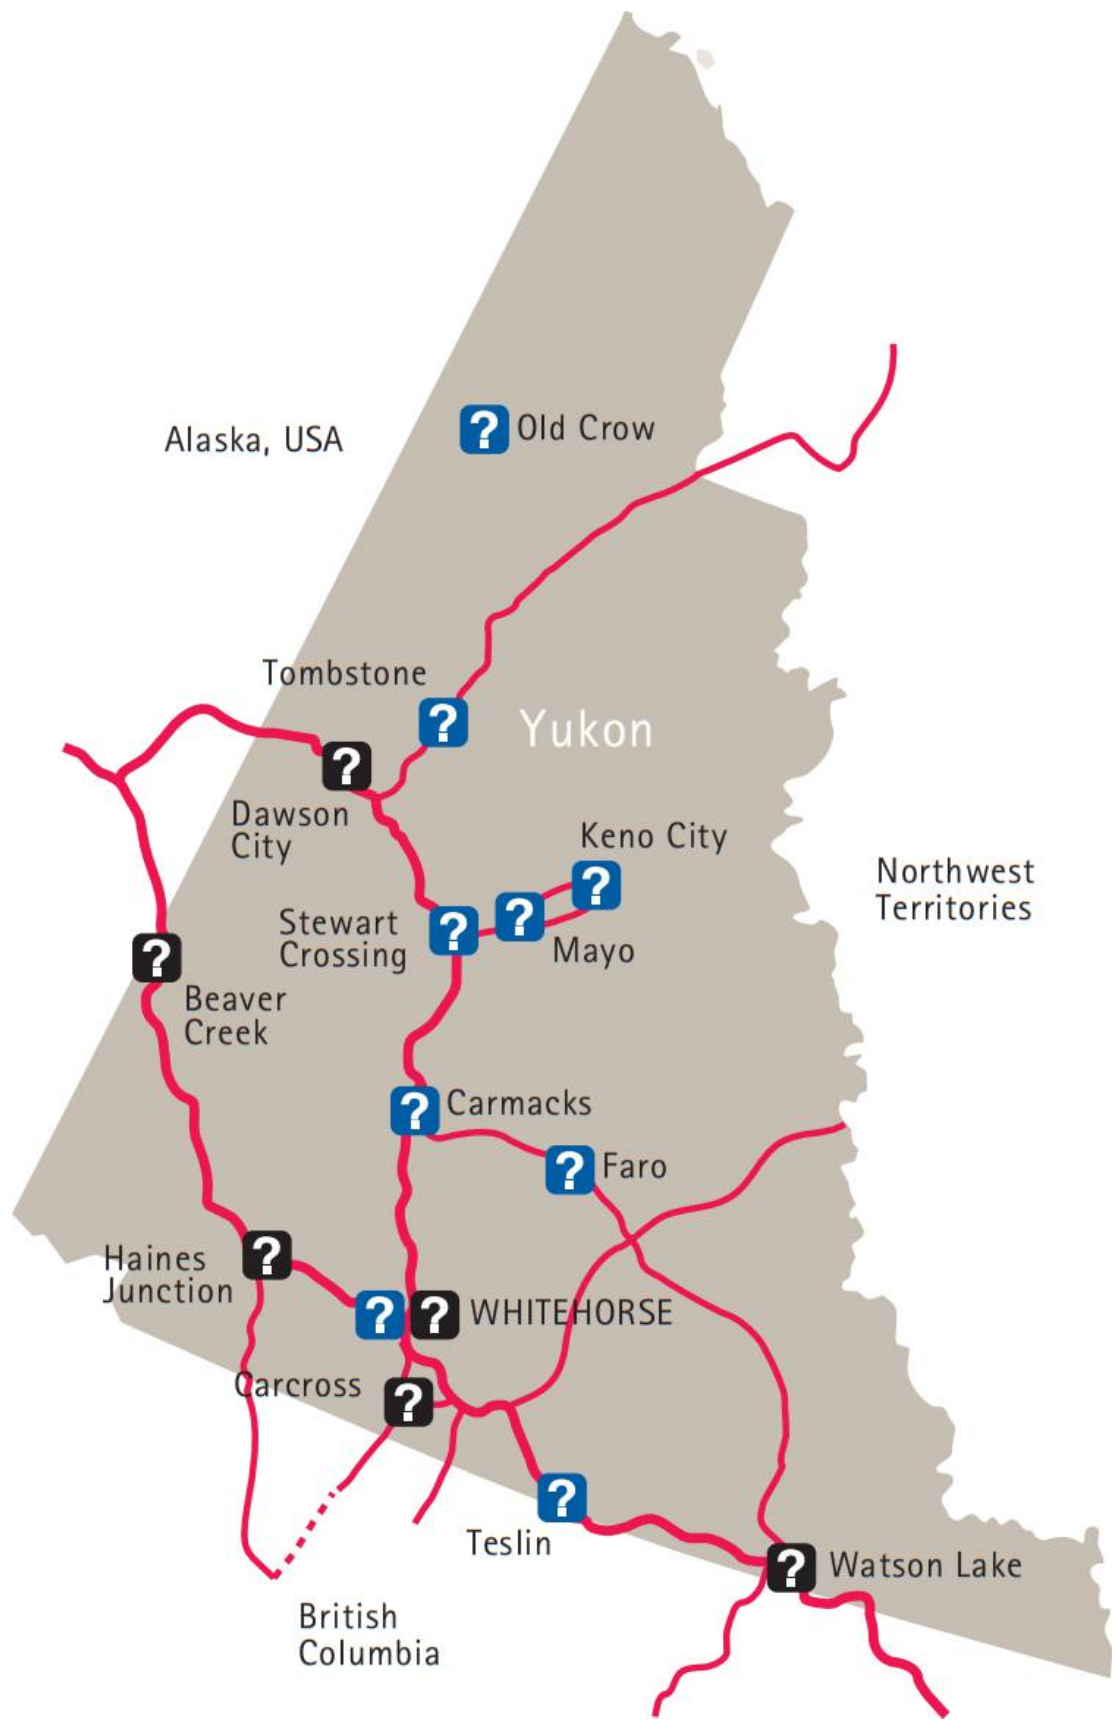 Alaska, USA
? Old Crow
Tombstone
?
Yukon
?
Dawson
City
Keno City
?
Northwest
Territories
Stewart
Crossing
?
?
Mayo
?
Beaver
Creek
? Carmacks
? Faro
Haines
Junction
?
? ? WHITEHORSE
Carcross
?
?
Teslin
? Watson Lake
British
Columbia